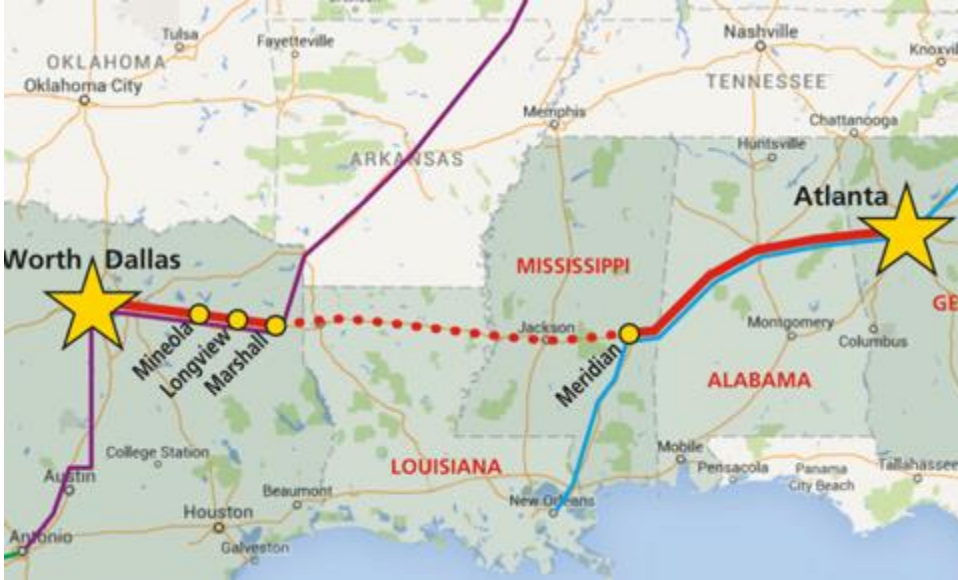 Tulsa
Fayetteville
Nashville
Knoxvil
OKLAHOMA
Oklahoma City
TENNESSEE
Memphis
Chattanooga
Huntsville
ARKANSAS
Atlanta
Worth Dallas
MISSISSIPPI
GE
Mineola
Longview
Marshall
Jackson
Meridian
Montgomery
Columbus
ALABAMA
College Station
LOUISIANA
Mobile
Pensacola
Panama
City Beach
Tallahassee
Austin
Beaumont
New Orleans
Houston
Antonio
Galveston